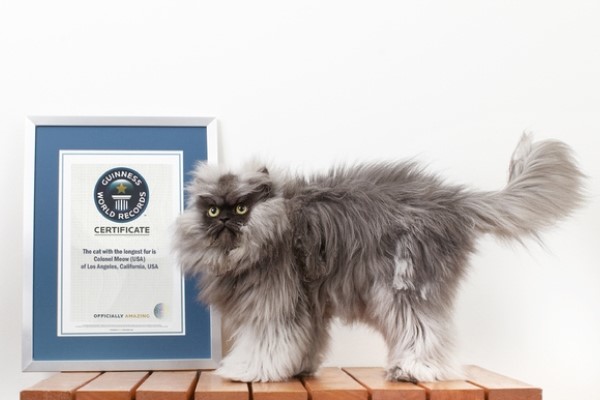 GUINNESS
WORLD RECORDS
CERTIFICATE
The cat with the longest fur is
Colonel Meow (USA)
of Los Angeles, California, USA
OFFICIALLY AMAZING